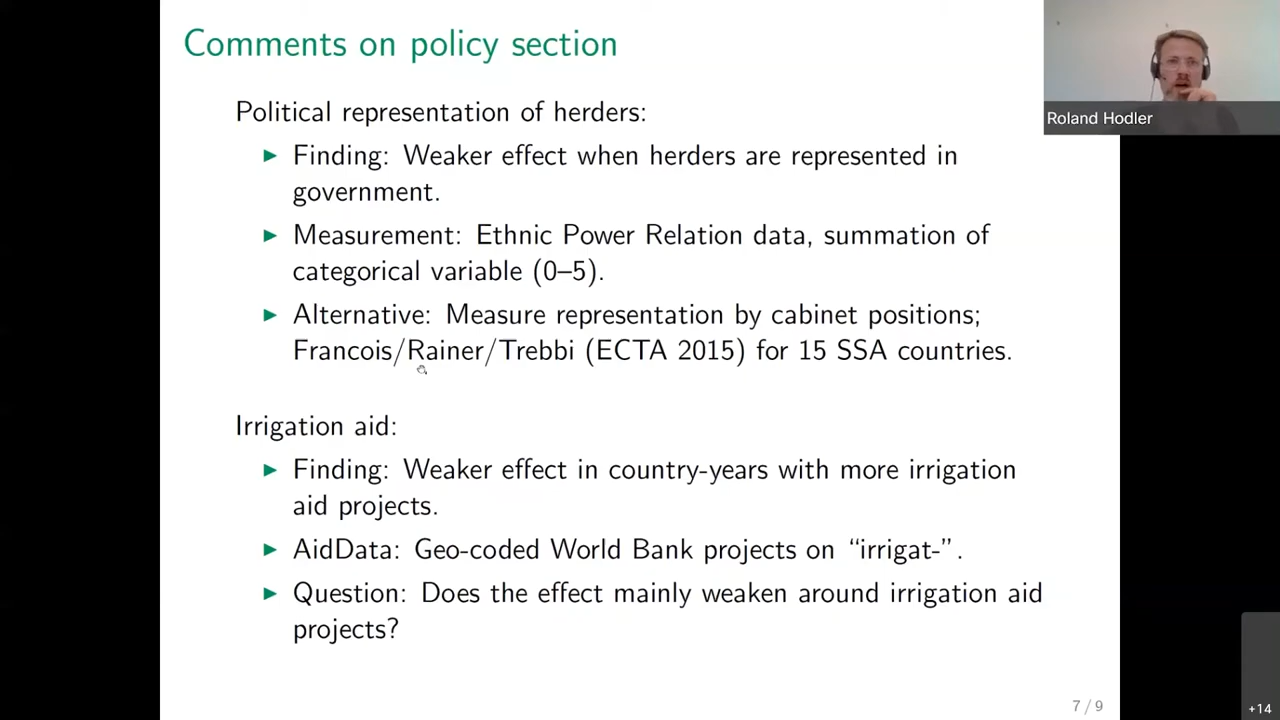 Comments on policy section
Roland Hodler
Political representation of herders:
Finding: Weaker effect when herders are represented in
government.
Measurement: Ethnic Power Relation data, summation of
categorical variable (0–5).
Alternative: Measure representation by cabinet positions;
Francois/Rainer/Trebbi (ECTA 2015) for 15 SSA countries.
Irrigation aid:
Finding: Weaker effect in country-years with more irrigation
aid projects.
AidData: Geo-coded World Bank projects on “irrigat-”.
Question: Does the effect mainly weaken around irrigation aid
projects?
7 / 9
+14